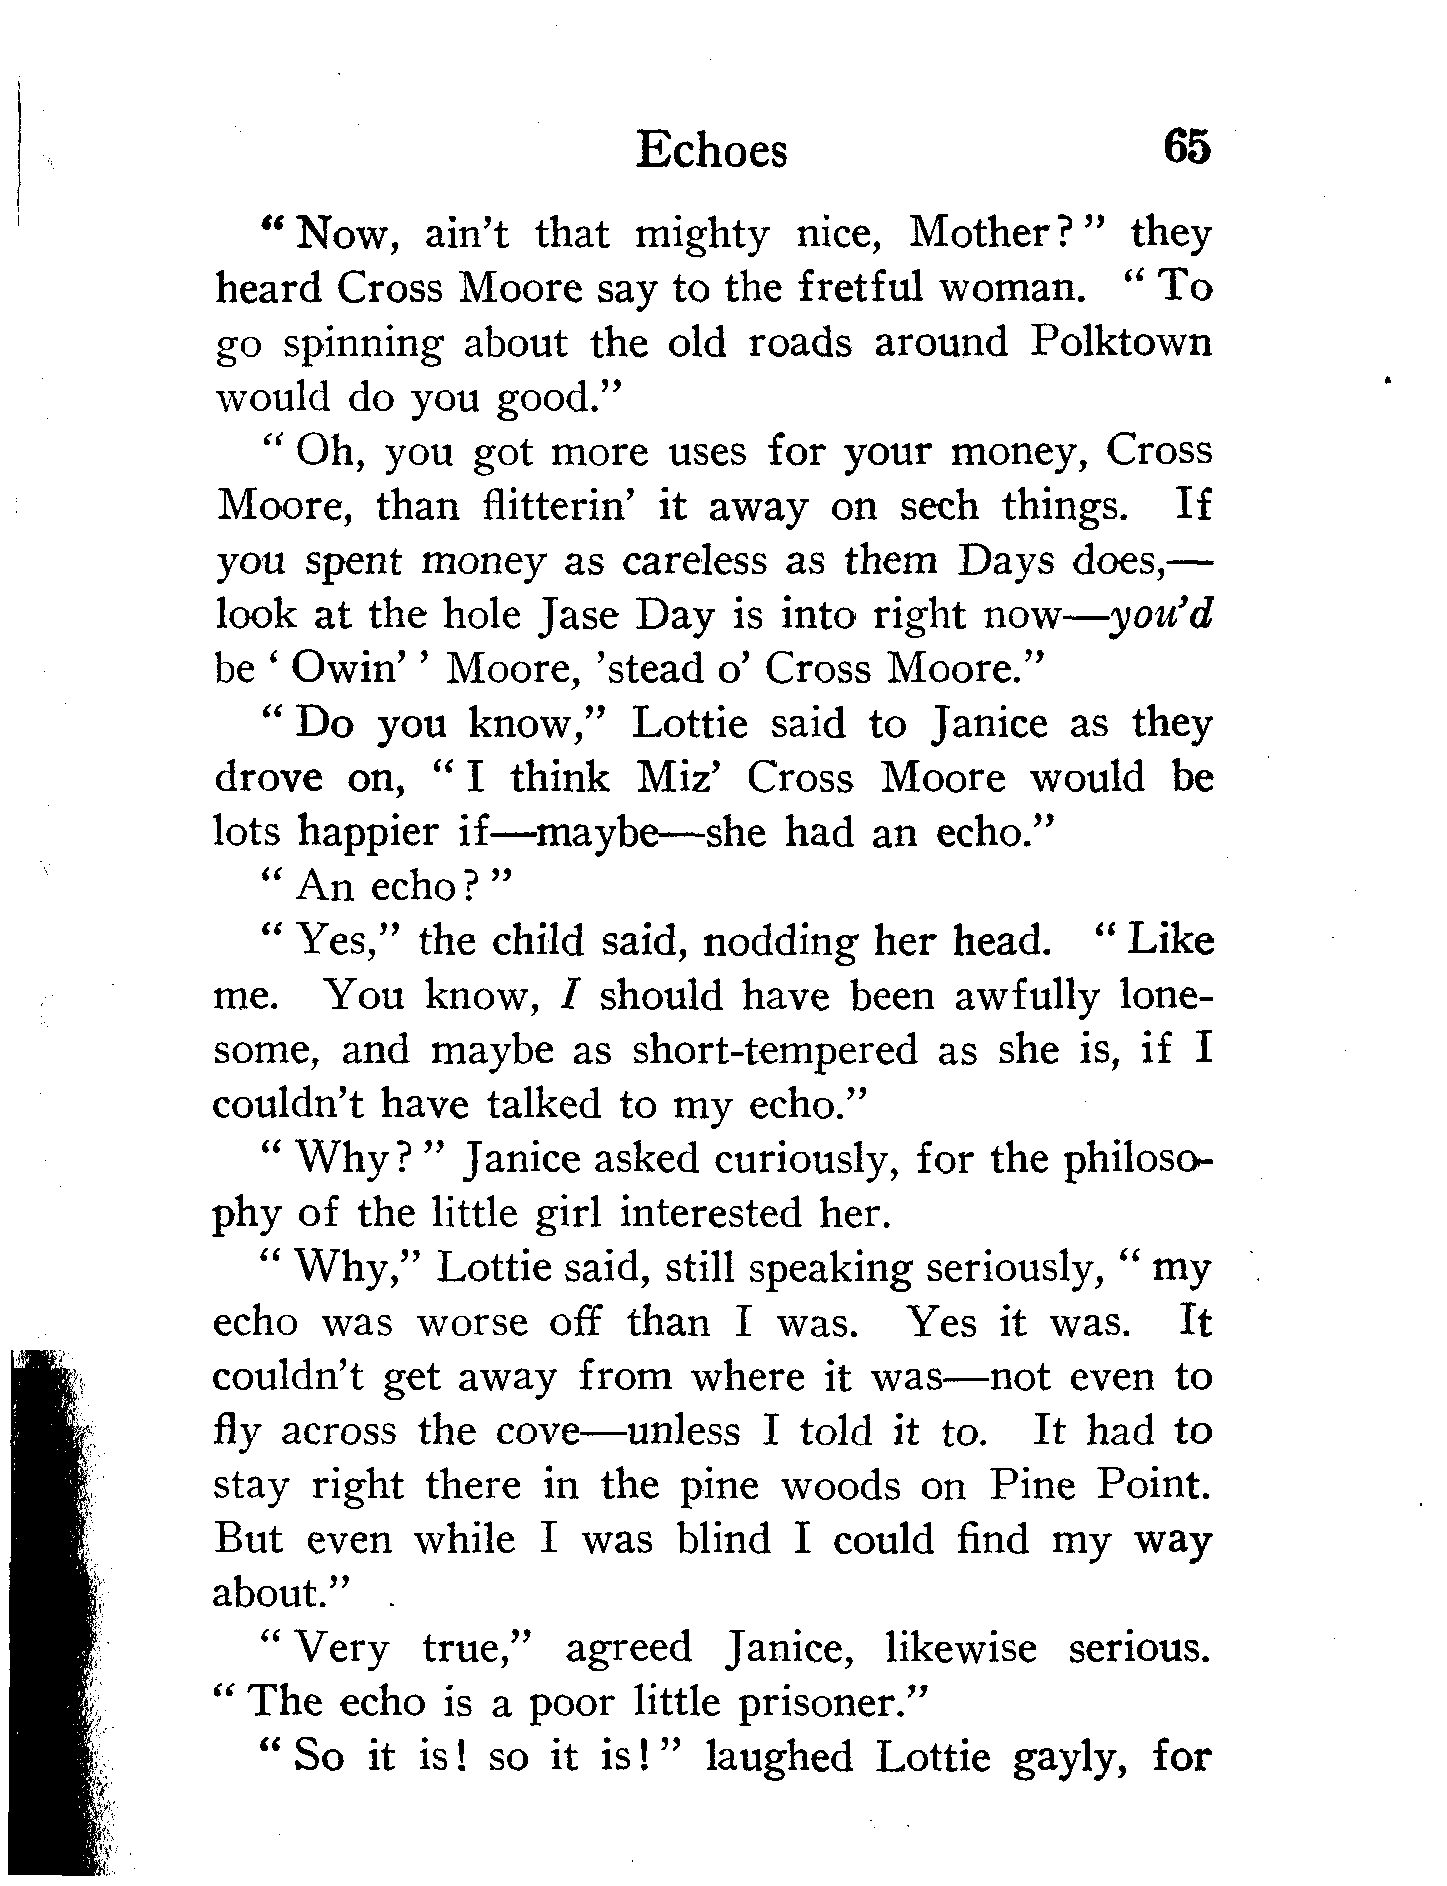 Echoes 65
“Now, ain't that mighty nice, Mother?” they
heard Cross Moore say to the fretful woman. “To
go spinning about the old roads around Polktown
would do you good.”
“Oh, you got more uses for your money, Cross
Moore, than flitterin' it away on sech things. If
you spent money as careless as them Days does,—
look at the hole Jase Day is into right now—you'd
be ‘Owin'’ Moore, 'stead o' Cross Moore.”
“Do you know,” Lottie said to Janice as they
drove on, “I think Miz' Cross Moore would be
lots happier if—maybe—she had an echo.”
“An echo?”
“Yes,” the child said, nodding her head. “Like
me. You know, I should have been awfully lone-
some, and maybe as short-tempered as she is, if I
couldn't have talked to my echo.”
“Why?” Janice asked curiously, for the philoso-
phy of the little girl interested her.
“Why,” Lottie said, still speaking seriously, “my
echo was worse off than I was. Yes it was. It
couldn't get away from where it was—not even to
fly across the cove—unless I told it to. It had to
stay right there in the pine woods on Pine Point.
But even while I was blind I could find my way
about.”
“Very true,” agreed Janice, likewise serious.
“The echo is a poor little prisoner.”
“So it is! so it is!” laughed Lottie gayly, for